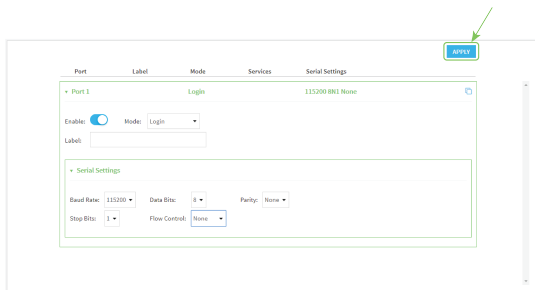 APPLY
Port Label Mode Services Serial Settings
Port 1 Login 115200 8N1 None
Enable: Mode: Login
Label:
Serial Settings
Baud Rate: 115200 Data Bits: 8 Parity: None
Stop Bits: 1 Flow Control: None